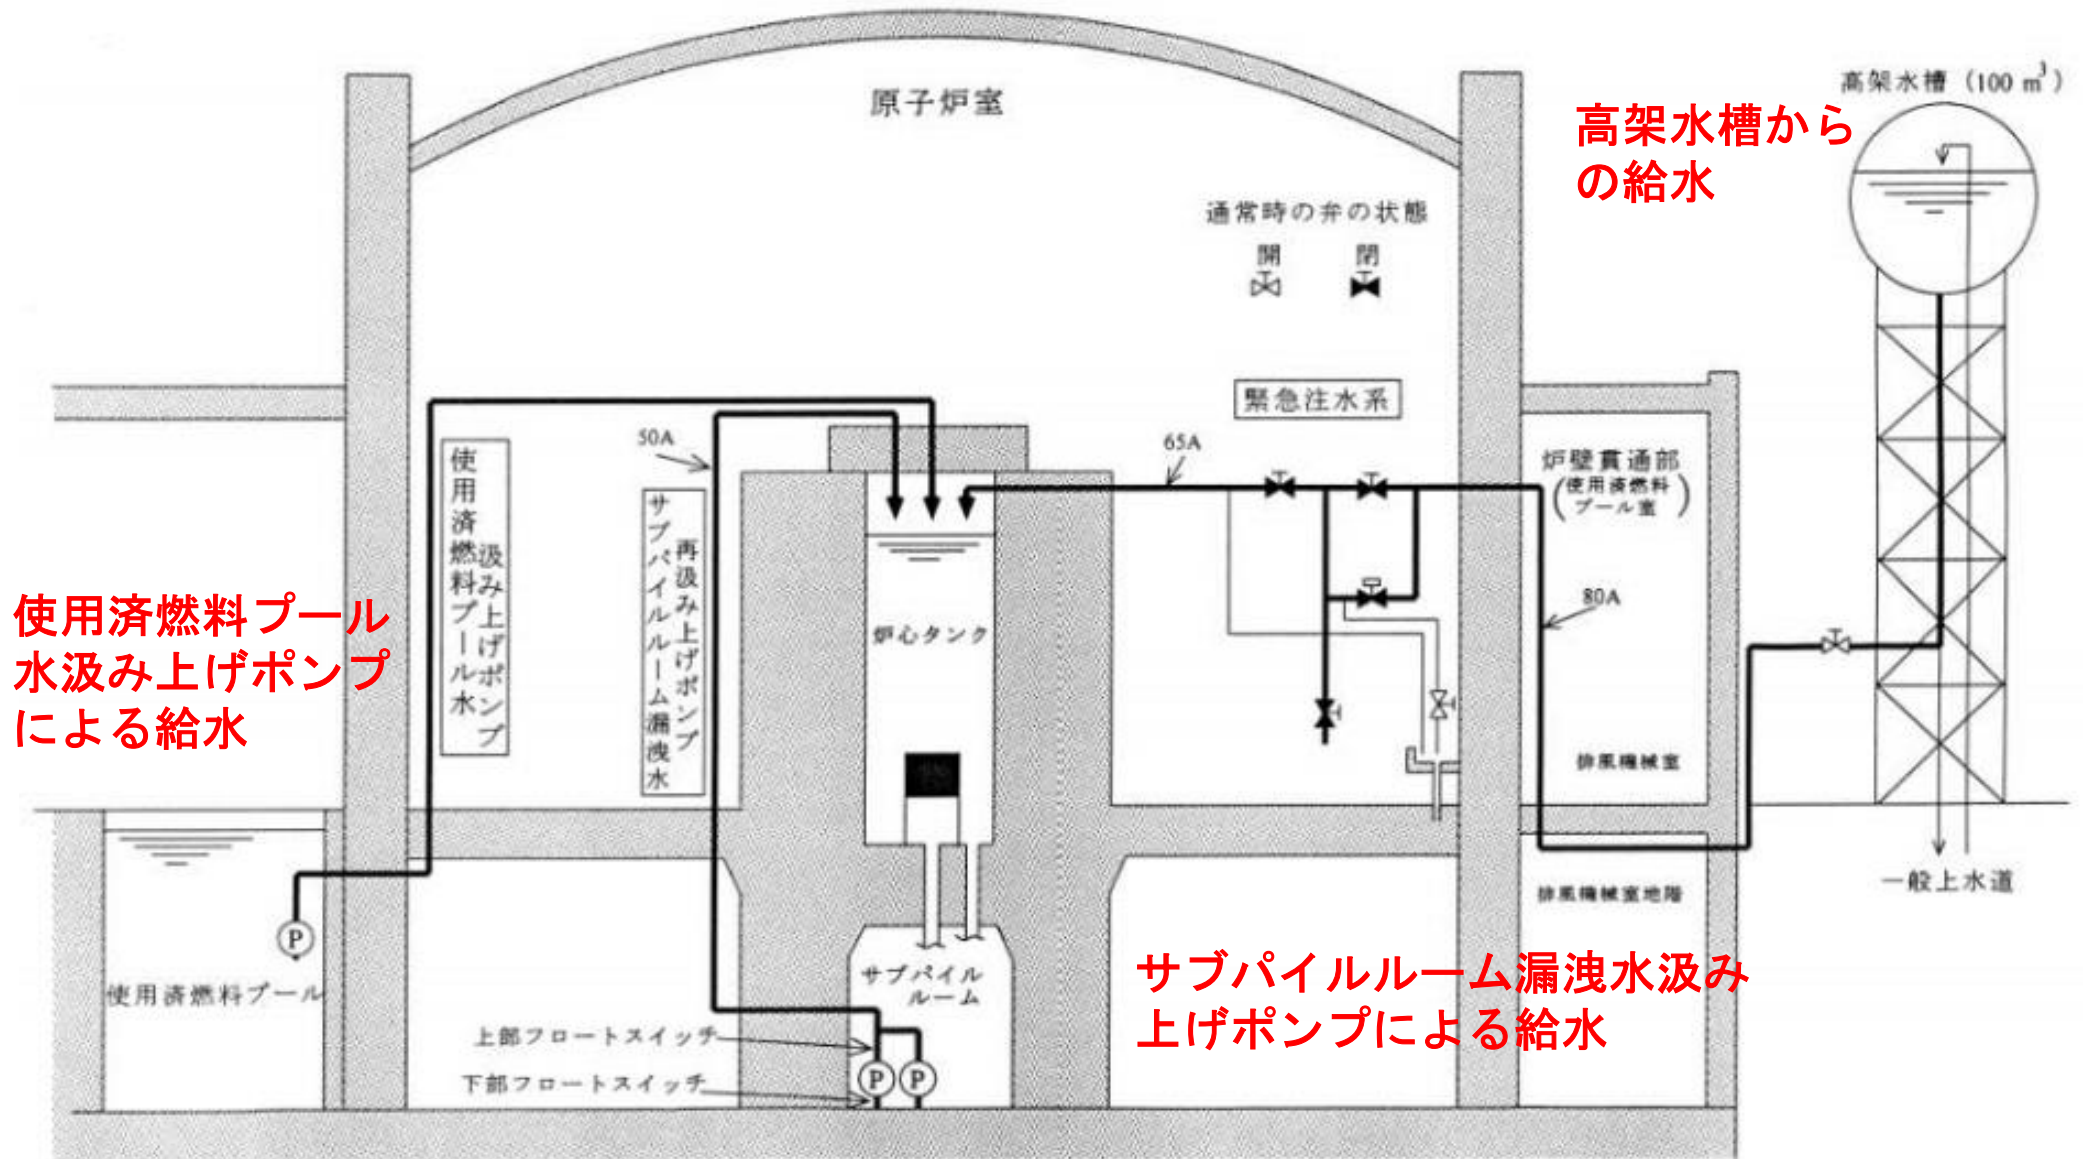 原子炉室
高架水槽 (100 m³)
高架水槽から
の給水
通常時の弁の状態
開 閉
緊急注水系
50A
65A
炉壁貫通部
(使用済燃料
プール室)
80A
使用済燃料プール水
汲み上げポンプ
サブパイルルーム漏洩水
再汲み上げポンプ
使用済燃料プール
水汲み上げポンプ
による給水
炉心タンク
排風機械室
一般上水道
排風機械室地階
P
使用済燃料プール
サブパイル
ルーム
サブパイルルーム漏洩水汲み
上げポンプによる給水
上部フロートスイッチ
下部フロートスイッチ
P P